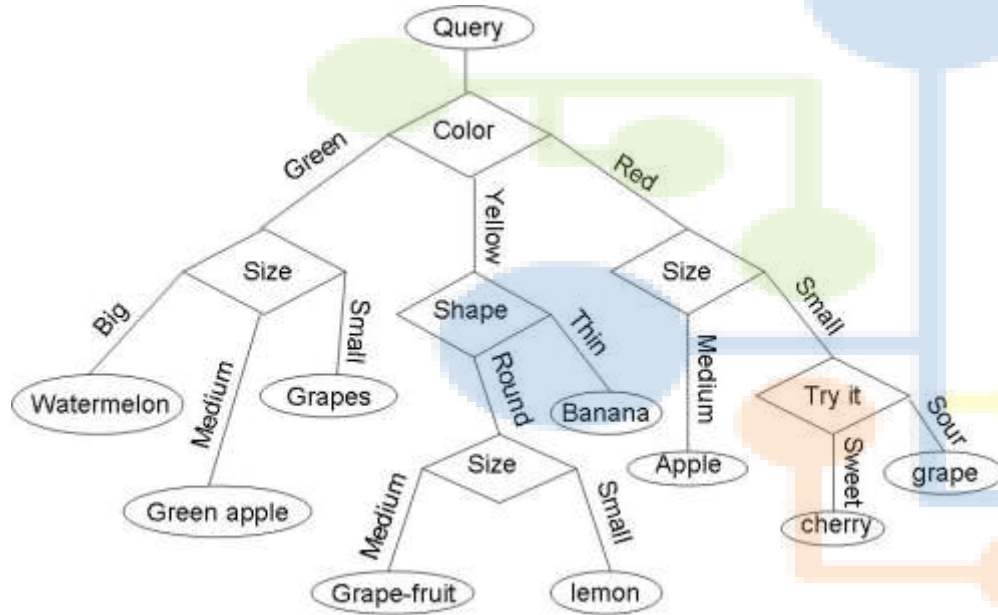 Query
Color
Green
Yellow
Red
Size
Shape
Size
Big
Medium
Small
Round
Thin
Medium
Small
Watermelon
Grapes
Banana
Try it
Green apple
Size
Apple
Sweet
Sour
Medium
Small
cherry
grape
Grape-fruit
lemon